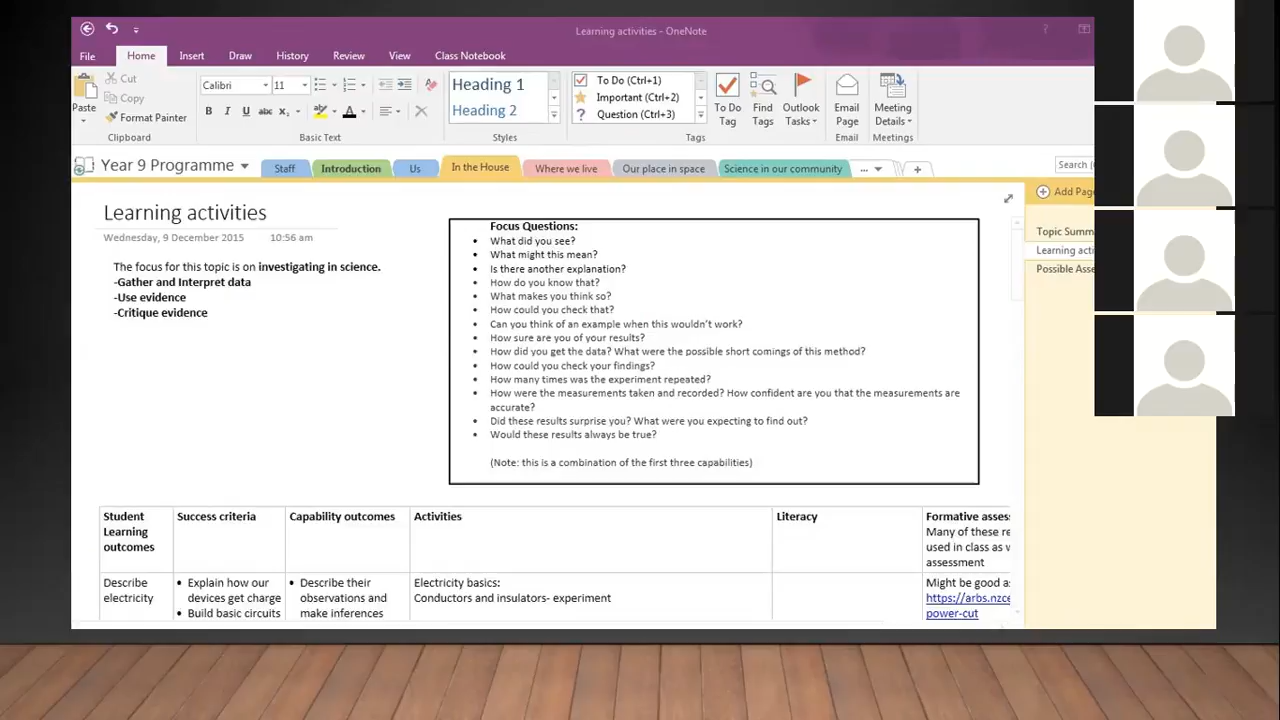 Learning activities - OneNote
File Home Insert Draw History Review View Class Notebook
Paste
Cut
Copy
Format Painter
Clipboard
Calibri 11
B I U abc
Basic Text
Heading 1
Heading 2
Styles
To Do (Ctrl+1)
Important (Ctrl+2)
Question (Ctrl+3)
To Do Tag
Find Tags
Outlook Tasks
Tags
Email Page
Email
Meeting Details
Meetings
Year 9 Programme Staff Introduction Us In the House Where we live Our place in space Science in our community ... +
Search (
Add Pag
Topic Summ
Learning acti
Possible Asse
Learning activities
Wednesday, 9 December 2015 10:56 am
The focus for this topic is on investigating in science.
-Gather and Interpret data
-Use evidence
-Critique evidence
Focus Questions:
• What did you see?
• What might this mean?
• Is there another explanation?
• How do you know that?
• What makes you think so?
• How could you check that?
• Can you think of an example when this wouldn't work?
• How sure are you of your results?
• How did you get the data? What were the possible short comings of this method?
• How could you check your findings?
• How many times was the experiment repeated?
• How were the measurements taken and recorded? How confident are you that the measurements are
accurate?
• Did these results surprise you? What were you expecting to find out?
• Would these results always be true?
(Note: this is a combination of the first three capabilities)
Student
Learning
outcomes
Success criteria
Capability outcomes
Activities
Literacy
Formative asses
Many of these re
used in class as w
assessment
Describe
electricity
• Explain how our
devices get charge
• Build basic circuits
• Describe their
observations and
make inferences
Electricity basics:
Conductors and insulators- experiment
Might be good as
https://arbs.nzce
power-cut